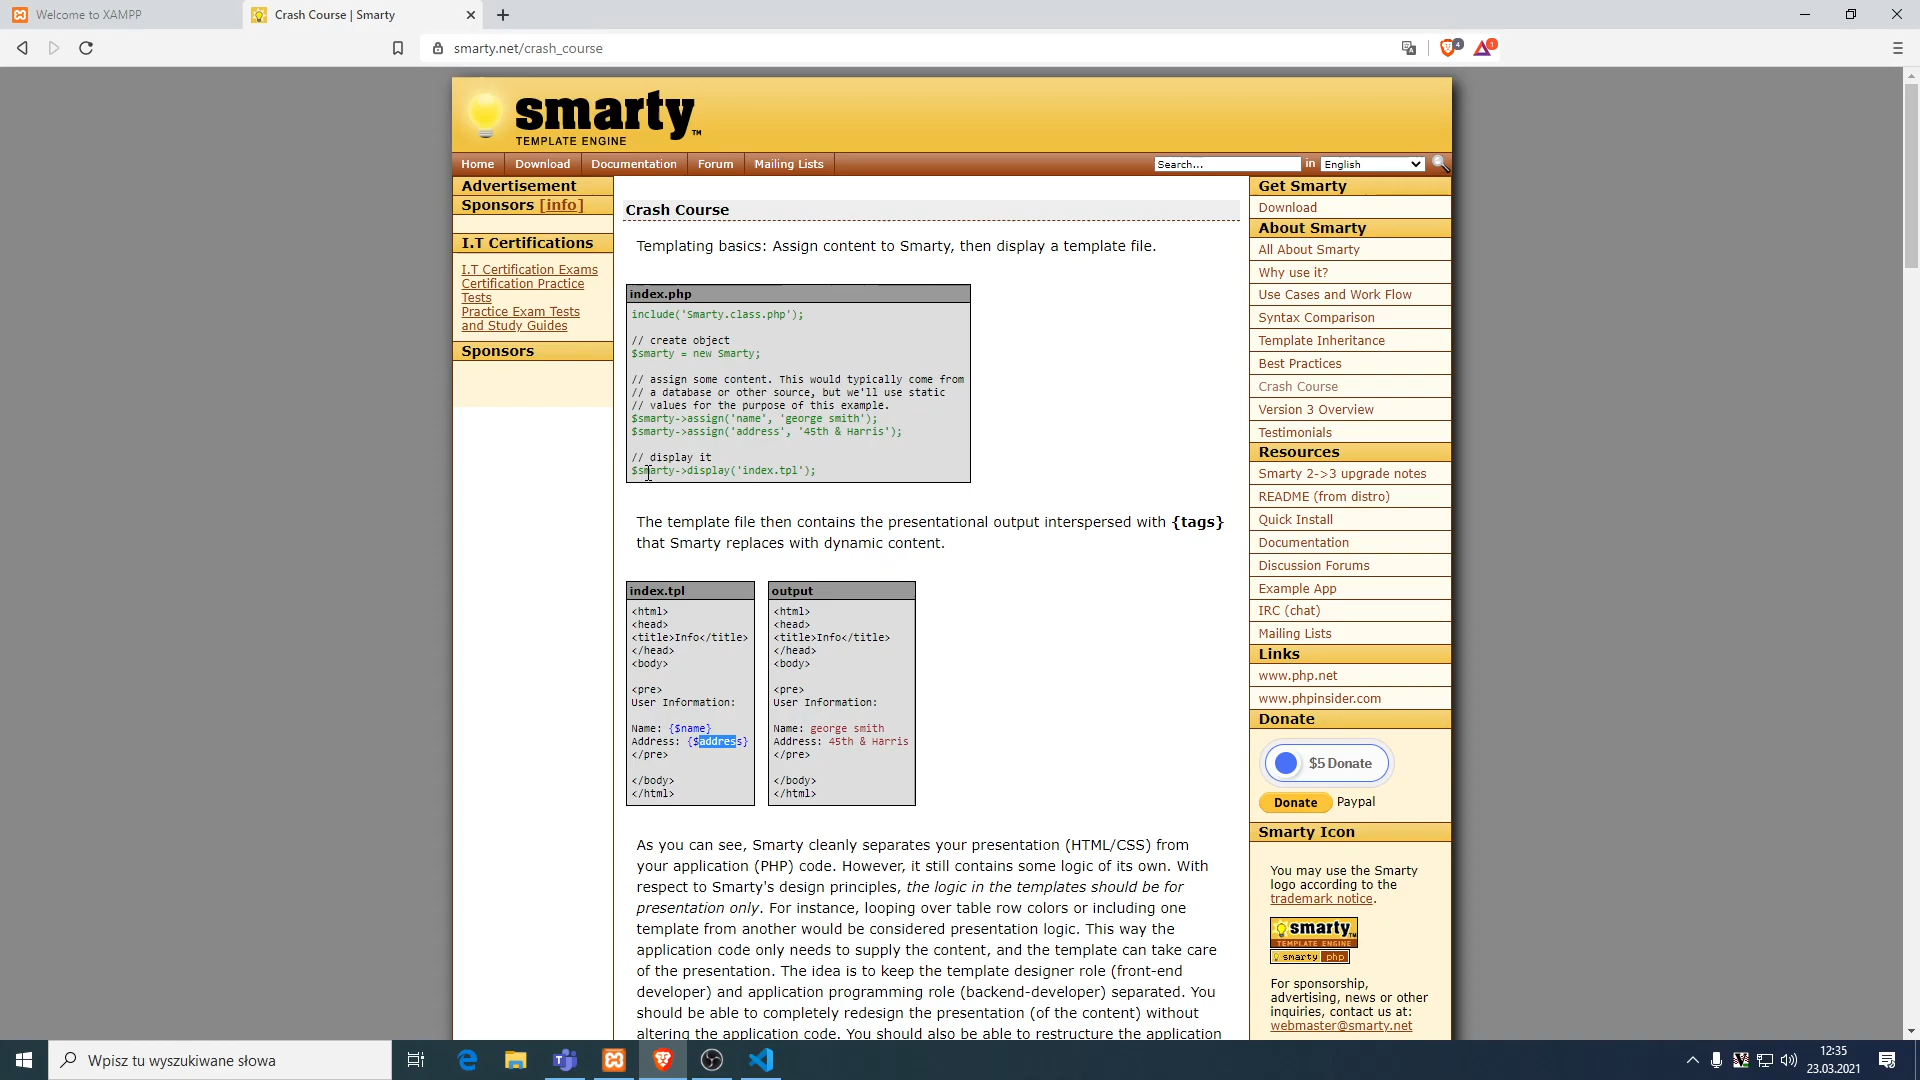 Welcome to XAMPP
Crash Course | Smarty
smarty.net/crash_course
4
1
smarty™
TEMPLATE ENGINE
Home
Download
Documentation
Forum
Mailing Lists
Search...
in
English
Advertisement
Sponsors [info]
I.T Certifications
I.T Certification Exams
Certification Practice
Tests
Practice Exam Tests
and Study Guides
Sponsors
Crash Course
Templating basics: Assign content to Smarty, then display a template file.
index.php
include('Smarty.class.php');
// create object
$smarty = new Smarty;
// assign some content. This would typically come from
// a database or other source, but we'll use static
// values for the purpose of this example.
$smarty->assign('name', 'george smith');
$smarty->assign('address', '45th & Harris');
// display it
$smarty->display('index.tpl');
The template file then contains the presentational output interspersed with {tags}
that Smarty replaces with dynamic content.
index.tpl
<html>
<head>
<title>Info</title>
</head>
<body>
<pre>
User Information:
Name: {$name}
Address: {$address}
</pre>
</body>
</html>
output
<html>
<head>
<title>Info</title>
</head>
<body>
<pre>
User Information:
Name: george smith
Address: 45th & Harris
</pre>
</body>
</html>
As you can see, Smarty cleanly separates your presentation (HTML/CSS) from
your application (PHP) code. However, it still contains some logic of its own. With
respect to Smarty's design principles, the logic in the templates should be for
presentation only. For instance, looping over table row colors or including one
template from another would be considered presentation logic. This way the
application code only needs to supply the content, and the template can take care
of the presentation. The idea is to keep the template designer role (front-end
developer) and application programming role (backend-developer) separated. You
should be able to completely redesign the presentation (of the content) without
altering the application code. You should also be able to restructure the application
Get Smarty
Download
About Smarty
All About Smarty
Why use it?
Use Cases and Work Flow
Syntax Comparison
Template Inheritance
Best Practices
Crash Course
Version 3 Overview
Testimonials
Resources
Smarty 2->3 upgrade notes
README (from distro)
Quick Install
Documentation
Discussion Forums
Example App
IRC (chat)
Mailing Lists
Links
www.php.net
www.phpinsider.com
Donate
$5 Donate
Donate Paypal
Smarty Icon
You may use the Smarty
logo according to the
trademark notice.
smarty™
TEMPLATE ENGINE
smarty php
For sponsorship,
advertising, news or other
inquiries, contact us at:
webmaster@smarty.net
Wpisz tu wyszukiwane słowa
12:35
23.03.2021